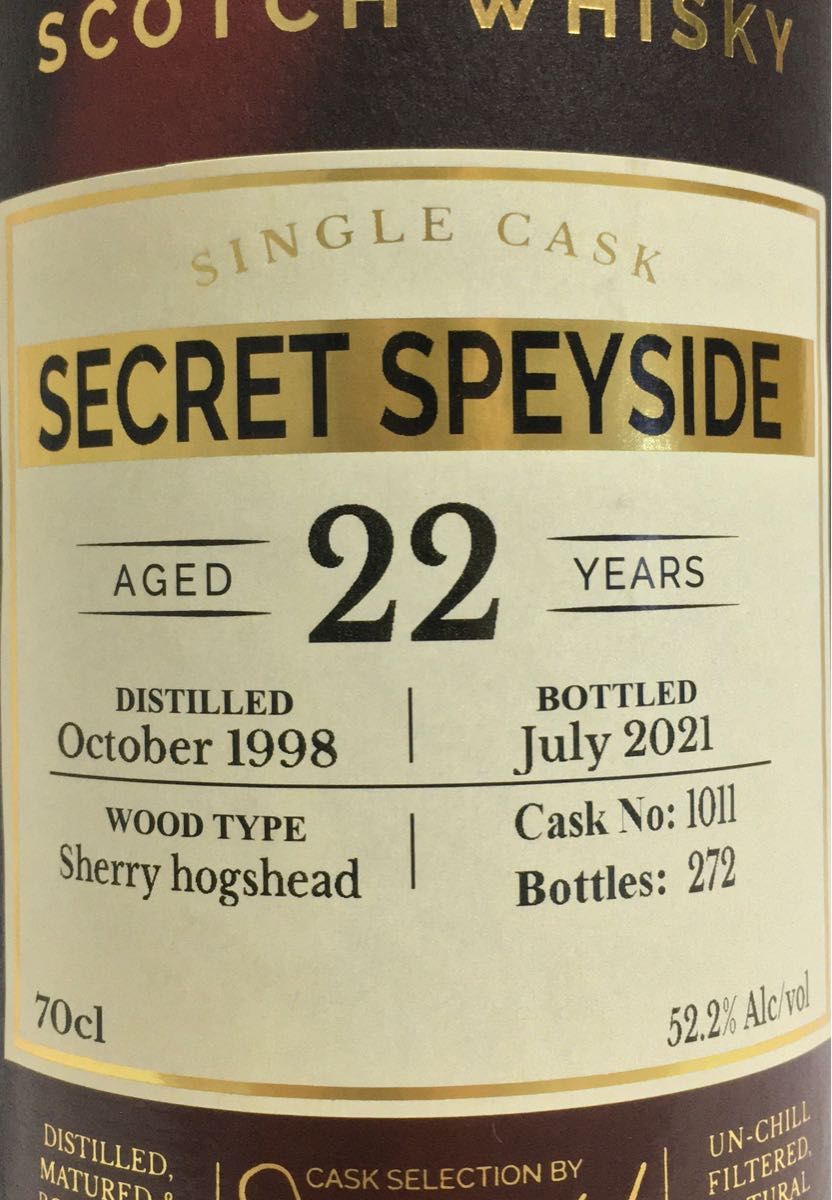 SCOTCH WHISKY
SINGLE CASK
SECRET SPEYSIDE
AGED 22 YEARS
DISTILLED
October 1998
BOTTLED
July 2021
WOOD TYPE
Sherry hogshead
Cask No: 1011
Bottles: 272
70cl
52.2% Alc/vol
DISTILLED,
MATURED &
CASK SELECTION BY
UN-CHILL
FILTERED,